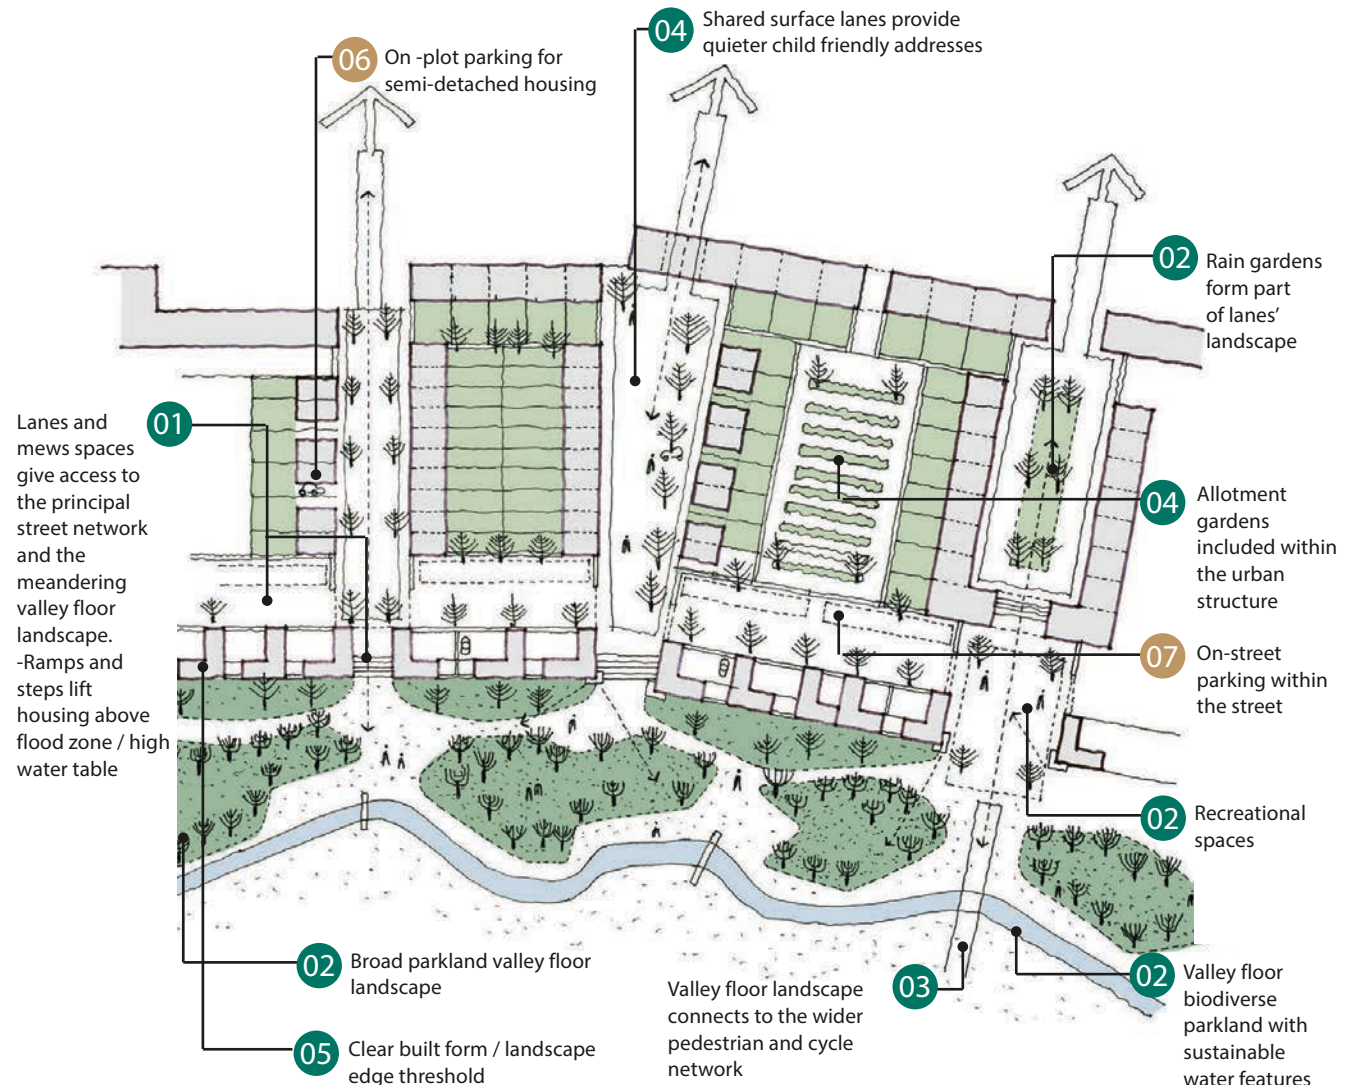 06
On -plot parking for
semi-detached housing
04
Shared surface lanes provide
quieter child friendly addresses
02
Rain gardens
form part
of lanes’
landscape
01
Lanes and
mews spaces
give access to
the principal
street network
and the
meandering
valley floor
landscape.
-Ramps and
steps lift
housing above
flood zone / high
water table
04
Allotment
gardens
included within
the urban
structure
07
On-street
parking within
the street
02
Recreational
spaces
02
Broad parkland valley floor
landscape
05
Clear built form / landscape
edge threshold
Valley floor landscape
connects to the wider
pedestrian and cycle
network
03
02
Valley floor
biodiverse
parkland with
sustainable
water features